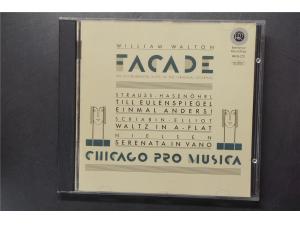 WILLIAM WALTON
FACADE
STRAUSS-HASENÖHRL
TILL EULENSPIEGEL
EINMAL ANDERS!
SCRIABIN-ELLIOT
WALTZ IN A-FLAT
NIELSEN
SERENATA IN VANO
CHICAGO PRO MUSICA